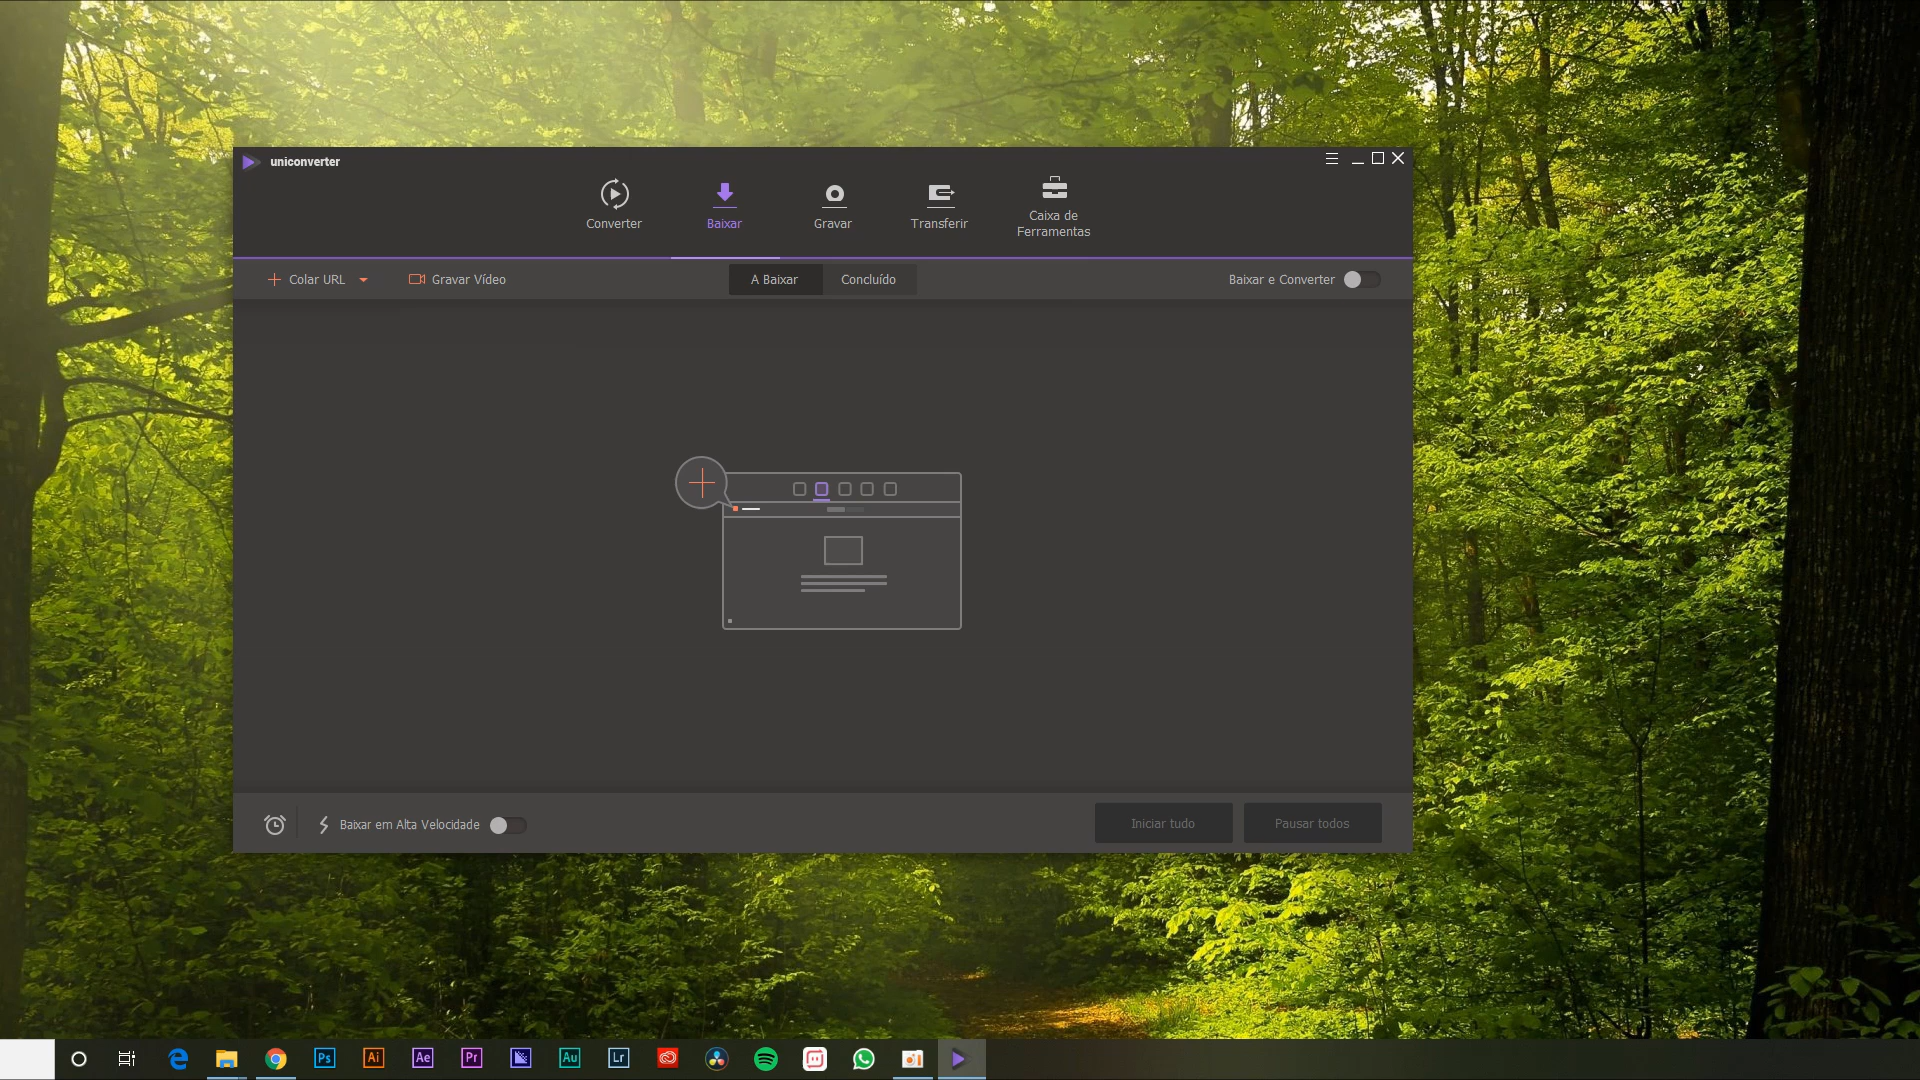 uniconverter
Converter
Baixar
Gravar
Transferir
Caixa de
Ferramentas
Colar URL
Gravar Vídeo
A Baixar
Concluído
Baixar e Converter
Baixar em Alta Velocidade
Iniciar tudo
Pausar todos
Ps
Ai
Ae
Pr
Au
Lr